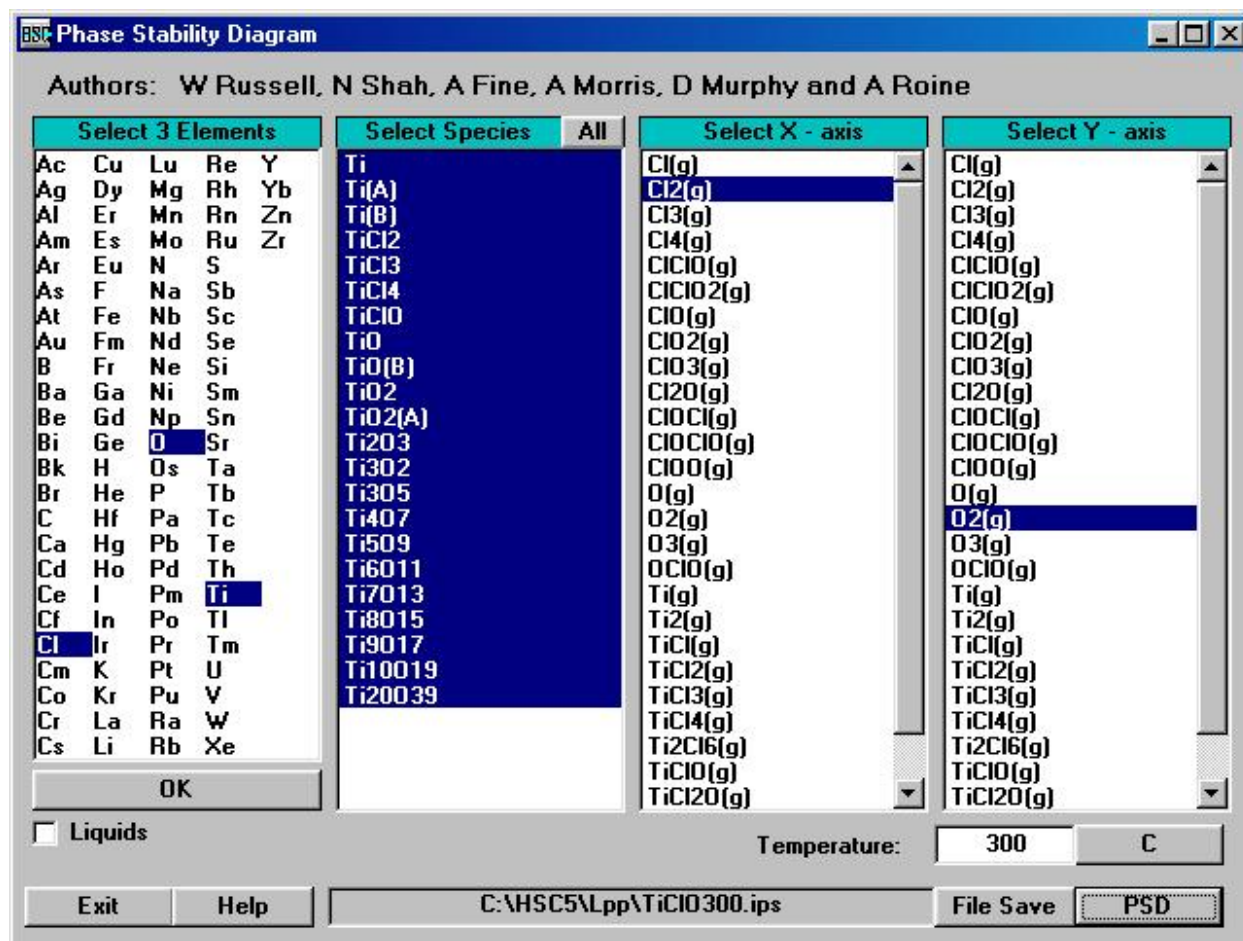 HSC Phase Stability Diagram
Authors: W Russell, N Shah, A Fine, A Morris, D Murphy and A Roine
Select 3 Elements
Ac Cu Lu Re Y
Ag Dy Mg Rh Yb
Al Er Mn Rn Zn
Am Es Mo Ru Zr
Ar Eu N S
As F Na Sb
At Fe Nb Sc
Au Fm Nd Se
B Fr Ne Si
Ba Ga Ni Sm
Be Gd Np Sn
Bi Ge O Sr
Bk H Os Ta
Br He P Tb
C Hf Pa Tc
Ca Hg Pb Te
Cd Ho Pd Th
Ce I Pm Ti
Cf In Po Tl
Cl Ir Pr Tm
Cm K Pt U
Co Kr Pu V
Cr La Ra W
Cs Li Rb Xe
OK
Liquids
Select Species All
Ti
Ti(A)
Ti(B)
TiCl2
TiCl3
TiCl4
TiClO
TiO
TiO(B)
TiO2
TiO2(A)
Ti2O3
Ti3O2
Ti3O5
Ti4O7
Ti5O9
Ti6O11
Ti7O13
Ti8O15
Ti9O17
Ti10O19
Ti20O39
Select X - axis
Cl(g)
Cl2(g)
Cl3(g)
Cl4(g)
ClClO(g)
ClClO2(g)
ClO(g)
ClO2(g)
ClO3(g)
Cl2O(g)
ClOCl(g)
ClOClO(g)
ClOO(g)
O(g)
O2(g)
O3(g)
OClO(g)
Ti(g)
Ti2(g)
TiCl(g)
TiCl2(g)
TiCl3(g)
TiCl4(g)
Ti2Cl6(g)
TiClO(g)
TiCl2O(g)
Select Y - axis
Cl(g)
Cl2(g)
Cl3(g)
Cl4(g)
ClClO(g)
ClClO2(g)
ClO(g)
ClO2(g)
ClO3(g)
Cl2O(g)
ClOCl(g)
ClOClO(g)
ClOO(g)
O(g)
O2(g)
O3(g)
OClO(g)
Ti(g)
Ti2(g)
TiCl(g)
TiCl2(g)
TiCl3(g)
TiCl4(g)
Ti2Cl6(g)
TiClO(g)
TiCl2O(g)
Temperature: 300 C
Exit Help C:\HSC5\Lpp\TiClO300.ips File Save PSD